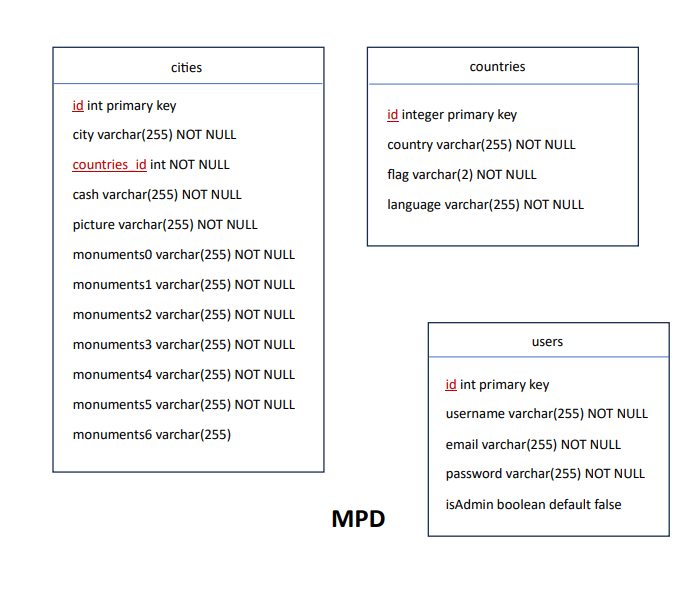 cities
id int primary key
city varchar(255) NOT NULL
countries_id int NOT NULL
cash varchar(255) NOT NULL
picture varchar(255) NOT NULL
monuments0 varchar(255) NOT NULL
monuments1 varchar(255) NOT NULL
monuments2 varchar(255) NOT NULL
monuments3 varchar(255) NOT NULL
monuments4 varchar(255) NOT NULL
monuments5 varchar(255) NOT NULL
monuments6 varchar(255)
countries
id integer primary key
country varchar(255) NOT NULL
flag varchar(2) NOT NULL
language varchar(255) NOT NULL
users
id int primary key
username varchar(255) NOT NULL
email varchar(255) NOT NULL
password varchar(255) NOT NULL
isAdmin boolean default false
MPD